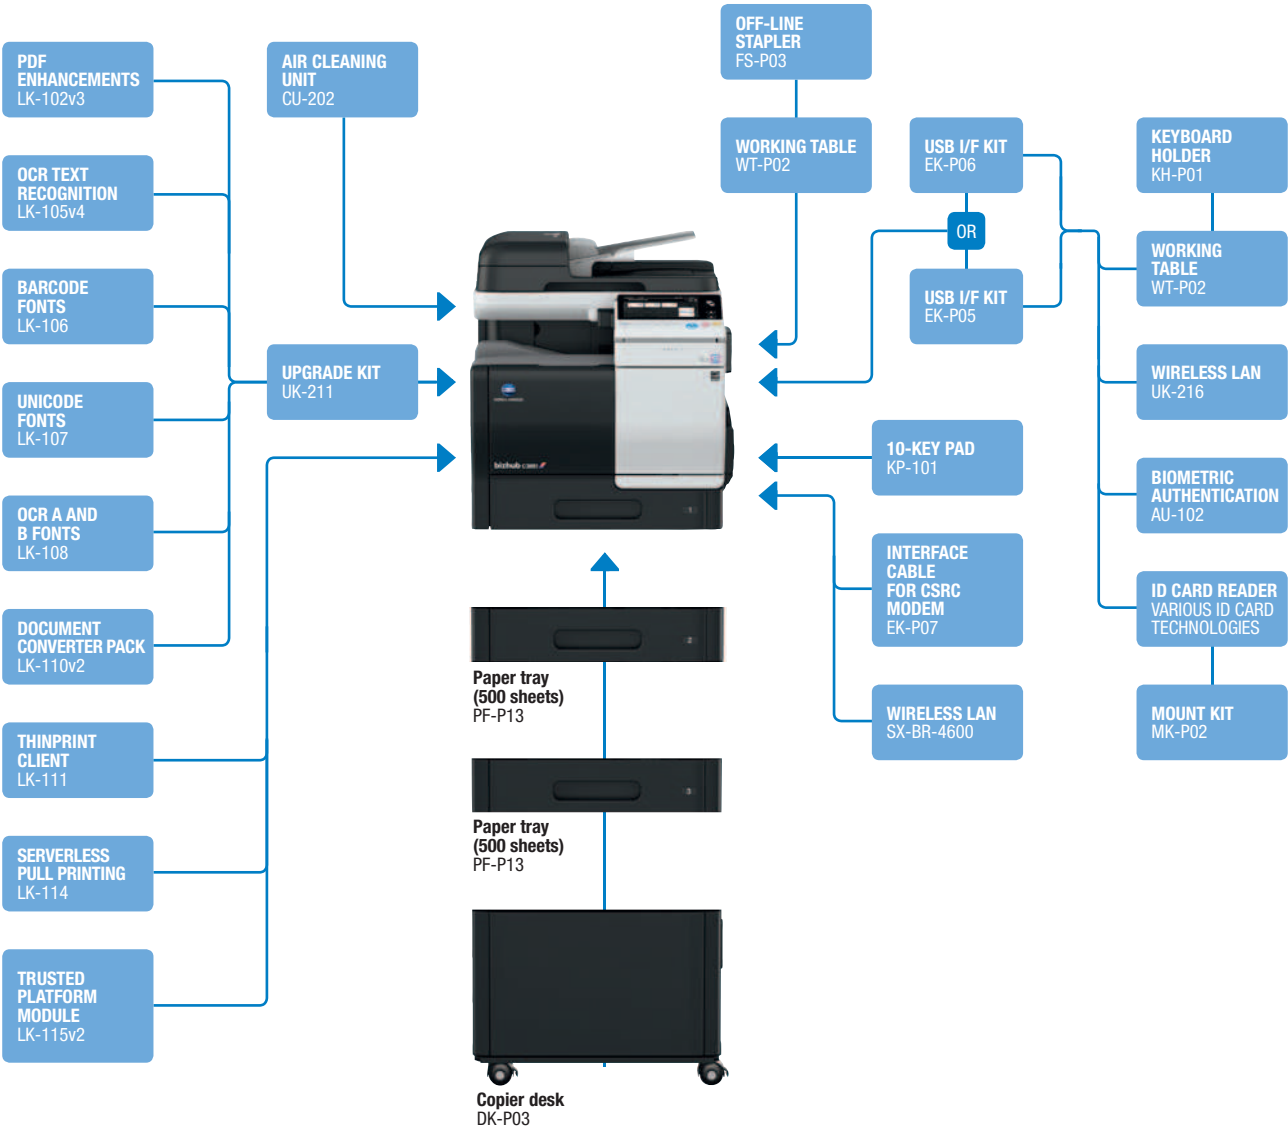 PDF
ENHANCEMENTS
LK-102v3
OCR TEXT
RECOGNITION
LK-105v4
BARCODE
FONTS
LK-106
UNICODE
FONTS
LK-107
OCR A AND
B FONTS
LK-108
DOCUMENT
CONVERTER PACK
LK-110v2
THINPRINT
CLIENT
LK-111
SERVERLESS
PULL PRINTING
LK-114
TRUSTED
PLATFORM
MODULE
LK-115v2
AIR CLEANING
UNIT
CU-202
UPGRADE KIT
UK-211
bizhub
1
2
Paper tray
(500 sheets)
PF-P13
3
Paper tray
(500 sheets)
PF-P13
Copier desk
DK-P03
OFF-LINE
STAPLER
FS-P03
WORKING TABLE
WT-P02
USB I/F KIT
EK-P06
OR
USB I/F KIT
EK-P05
10-KEY PAD
KP-101
INTERFACE
CABLE
FOR CSRC
MODEM
EK-P07
WIRELESS LAN
SX-BR-4600
KEYBOARD
HOLDER
KH-P01
WORKING
TABLE
WT-P02
WIRELESS LAN
UK-216
BIOMETRIC
AUTHENTICATION
AU-102
ID CARD READER
VARIOUS ID CARD
TECHNOLOGIES
MOUNT KIT
MK-P02